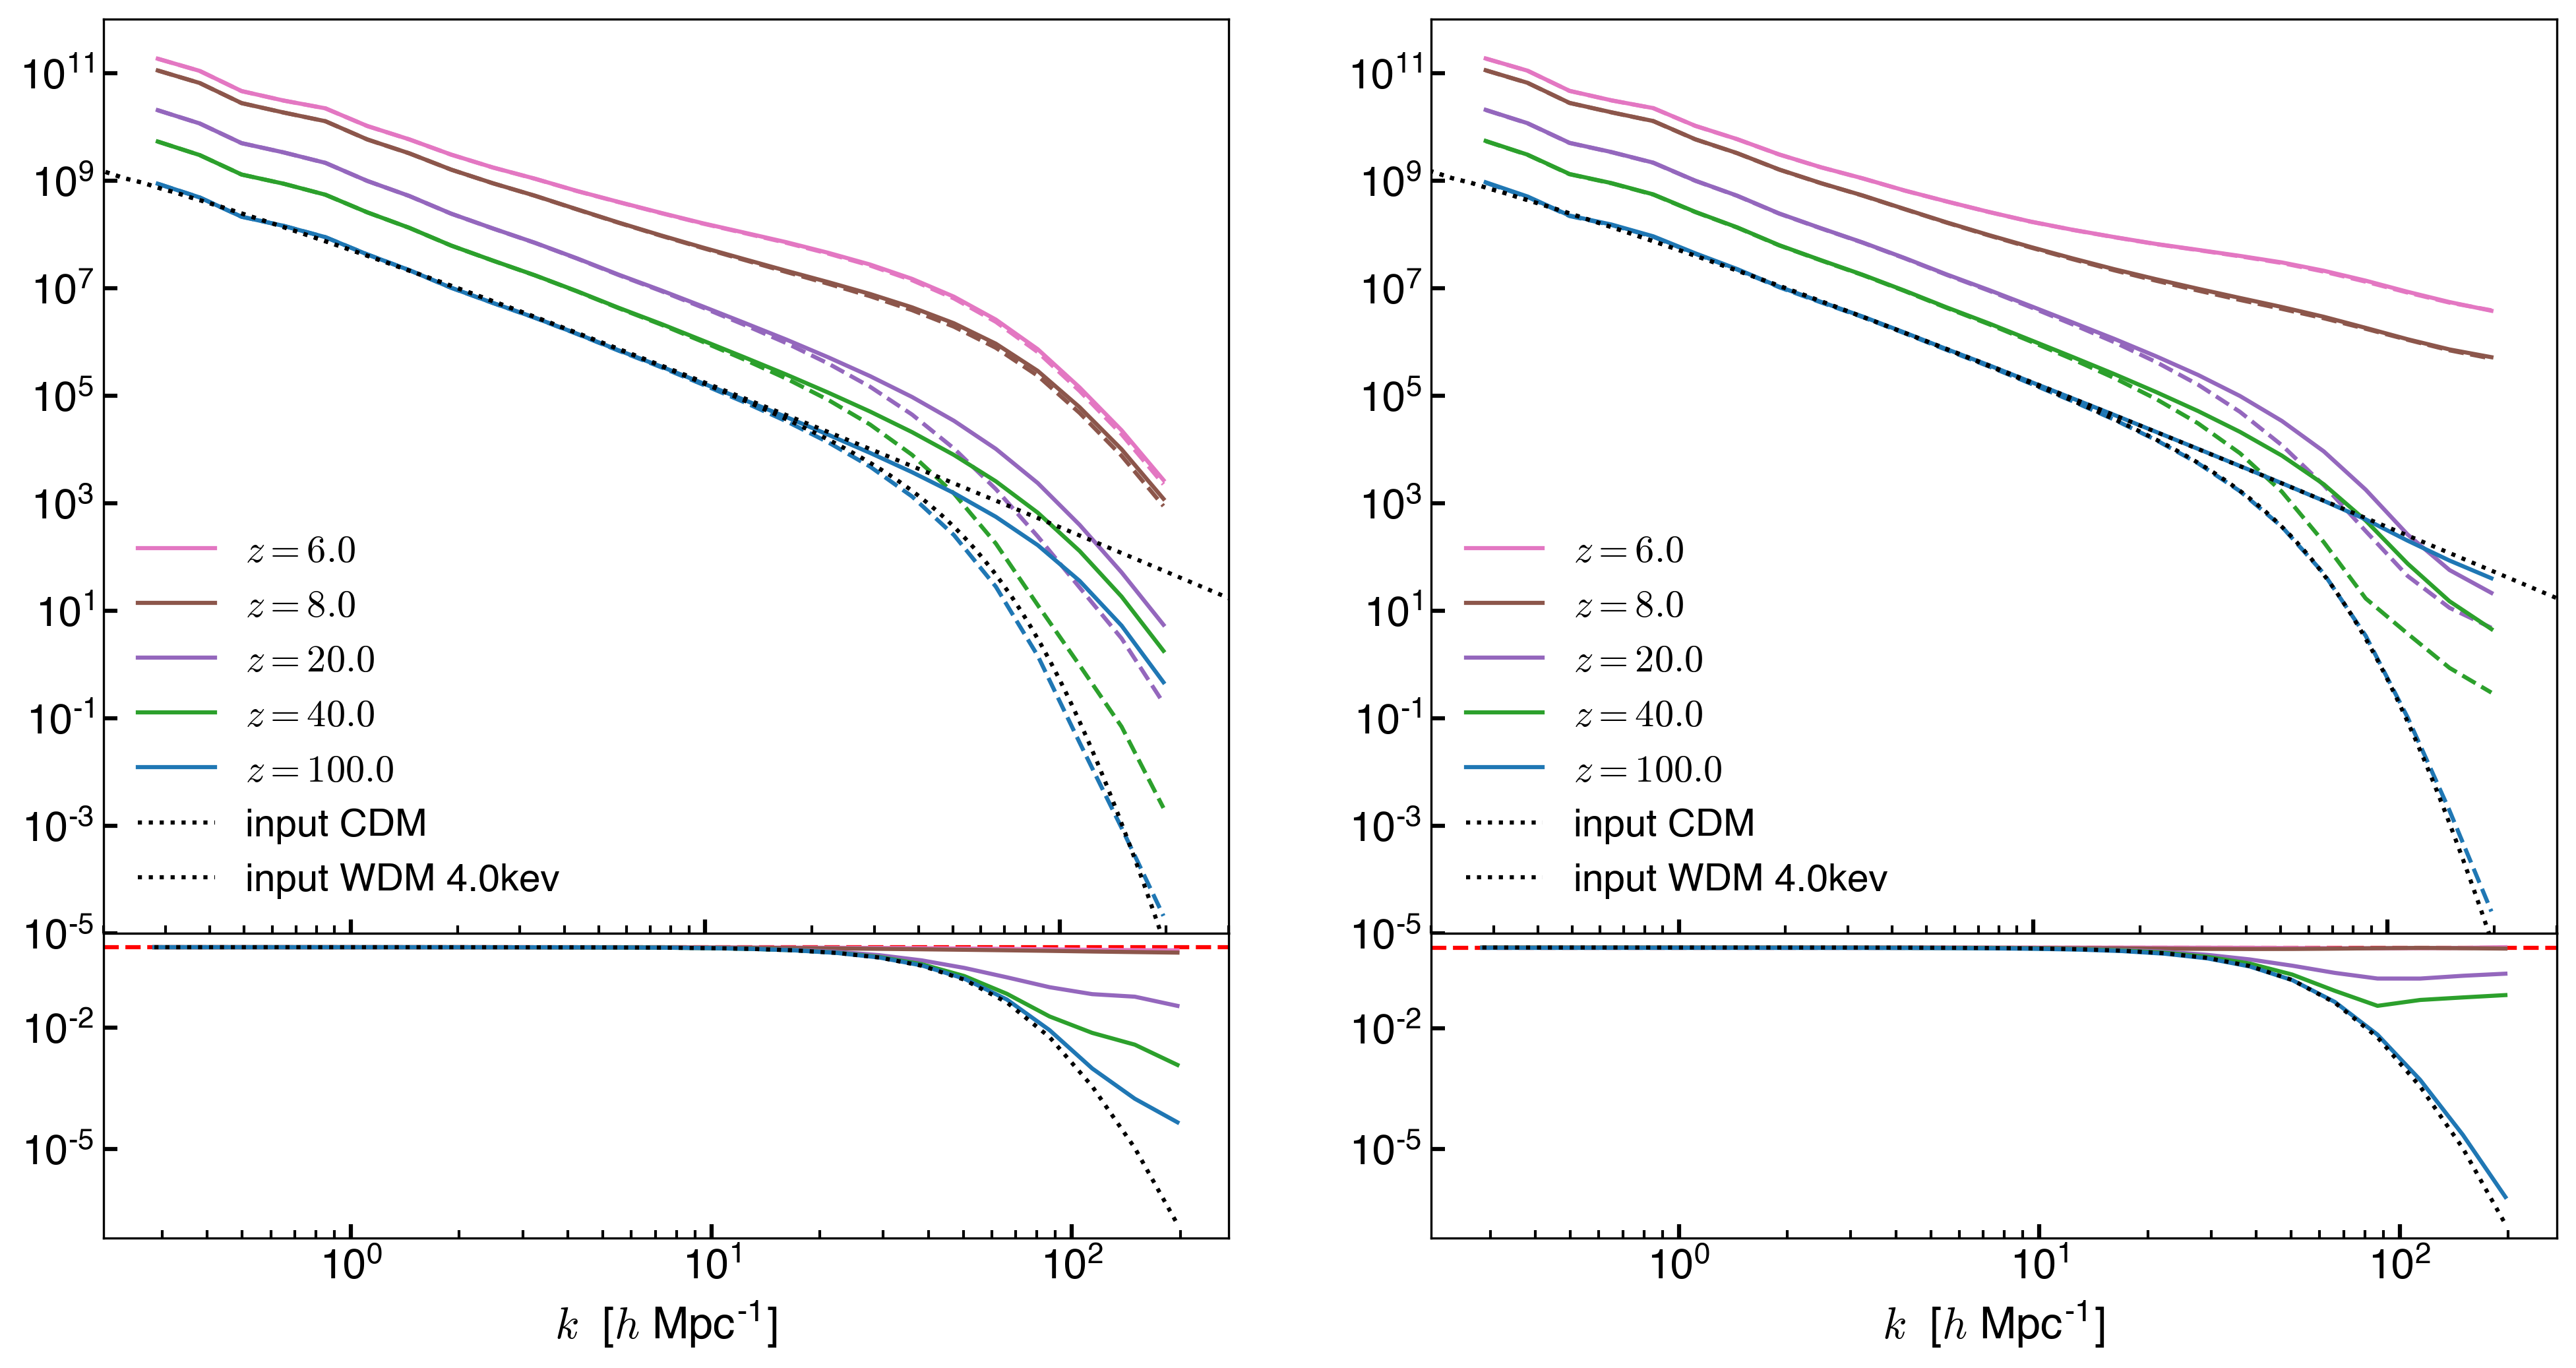 10^11
10^9
10^7
10^5
10^3
10^1
10^-1
10^-3
10^-5
z = 6.0
z = 8.0
z = 20.0
z = 40.0
z = 100.0
input CDM
input WDM 4.0kev
10^-2
10^-5
10^0 10^1 10^2
k [h Mpc^-1]
10^11
10^9
10^7
10^5
10^3
10^1
10^-1
10^-3
10^-5
z = 6.0
z = 8.0
z = 20.0
z = 40.0
z = 100.0
input CDM
input WDM 4.0kev
10^-2
10^-5
10^0 10^1 10^2
k [h Mpc^-1]